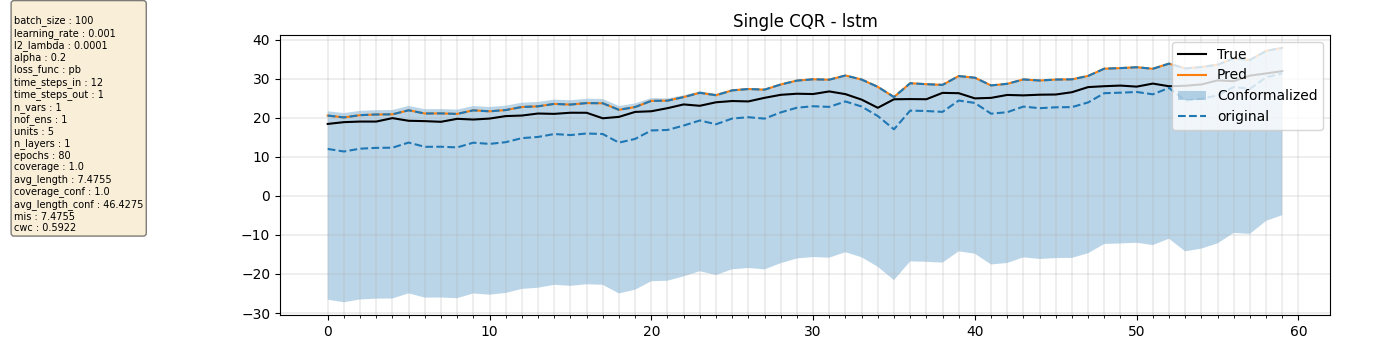 batch_size : 100
learning_rate : 0.001
l2_lambda : 0.0001
alpha : 0.2
loss_func : pb
time_steps_in : 12
time_steps_out : 1
n_vars : 1
nof_ens : 1
units : 5
n_layers : 1
epochs : 80
coverage : 1.0
avg_length : 7.4755
coverage_conf : 1.0
avg_length_conf : 46.4275
mis : 7.4755
cwc : 0.5922
Single CQR - lstm
40
30
20
10
0
−10
−20
−30
0 10 20 30 40 50 60
True
Pred
Conformalized
original